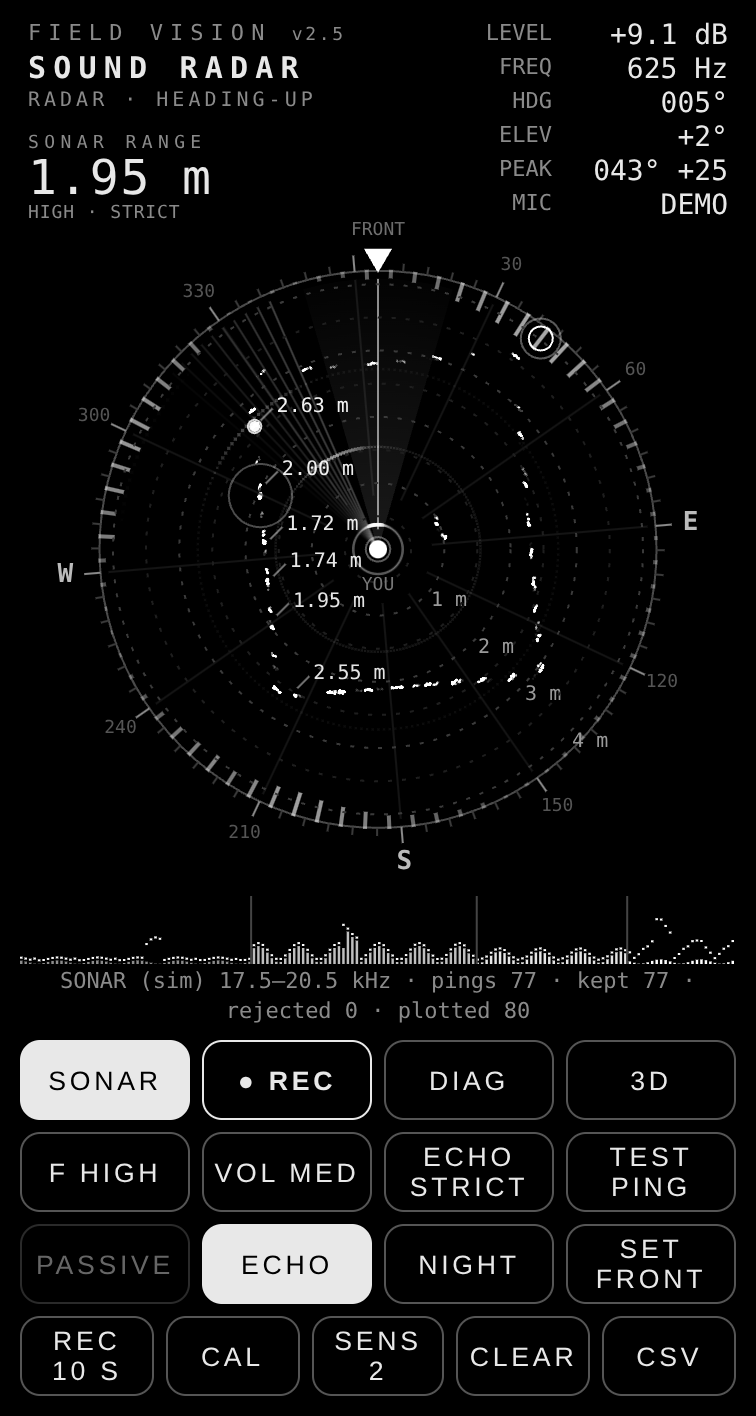 FIELD VISION v2.5
SOUND RADAR
RADAR · HEADING-UP
SONAR RANGE
1.95 m
HIGH · STRICT
LEVEL +9.1 dB
FREQ 625 Hz
HDG 005°
ELEV +2°
PEAK 043° +25
MIC DEMO
FRONT
30
330
60
300
2.63 m
2.00 m
1.72 m
E
1.74 m
W
YOU
1.95 m
1 m
2 m
2.55 m
120
3 m
240
4 m
150
210
S
SONAR (sim) 17.5–20.5 kHz · pings 77 · kept 77 ·
rejected 0 · plotted 80
SONAR
● REC
DIAG
3D
F HIGH
VOL MED
ECHO
STRICT
TEST
PING
PASSIVE
ECHO
NIGHT
SET
FRONT
REC
10 S
CAL
SENS
2
CLEAR
CSV